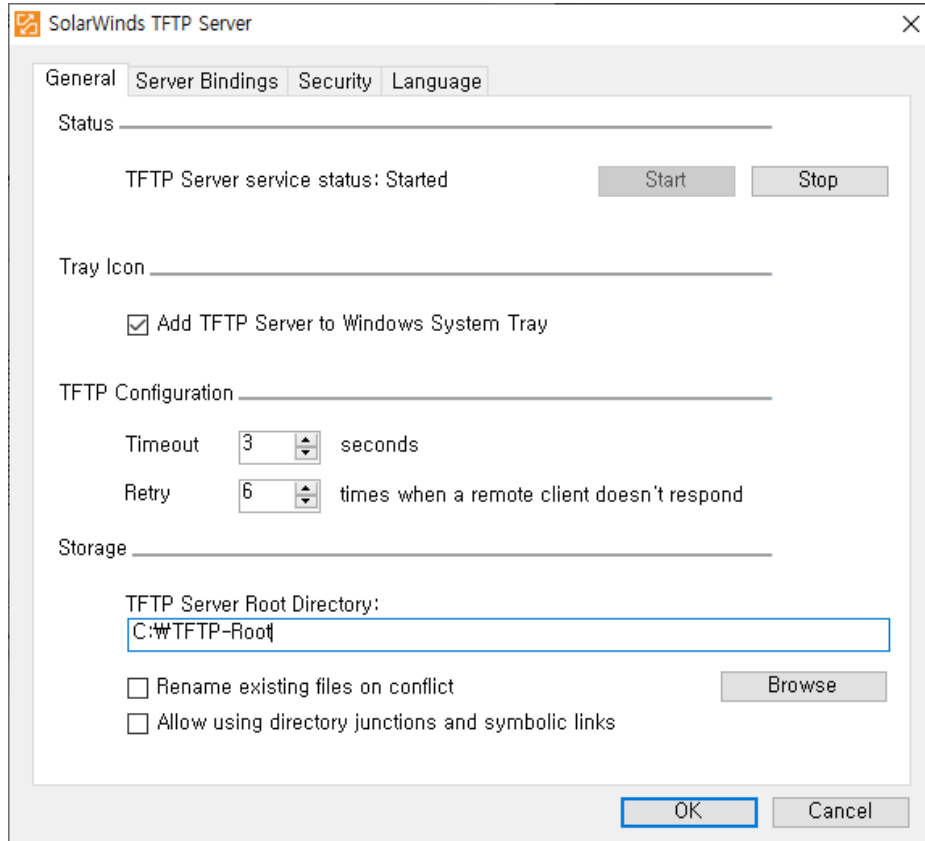 SolarWinds TFTP Server
General Server Bindings Security Language
Status
TFTP Server service status: Started Start Stop
Tray Icon
Add TFTP Server to Windows System Tray
TFTP Configuration
Timeout 3 seconds
Retry 6 times when a remote client doesn't respond
Storage
TFTP Server Root Directory:
C:₩TFTP-Root
Rename existing files on conflict Browse
Allow using directory junctions and symbolic links
OK Cancel